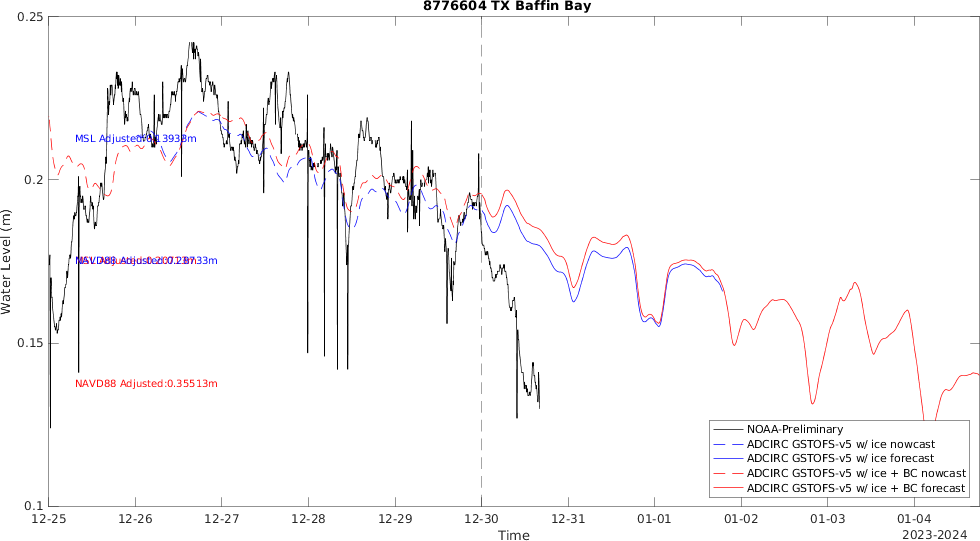 8776604 TX Baffin Bay
0.25
0.2
0.15
0.1
Water Level (m)
MSL Adjusted:
NAVD88 Adjusted:0.35513m
NOAA-Preliminary
ADCIRC GSTOFS-v5 w/ ice nowcast
ADCIRC GSTOFS-v5 w/ ice forecast
ADCIRC GSTOFS-v5 w/ ice + BC nowcast
ADCIRC GSTOFS-v5 w/ ice + BC forecast
12-25 12-26 12-27 12-28 12-29 12-30 12-31 01-01 01-02 01-03 01-04
Time
2023-2024